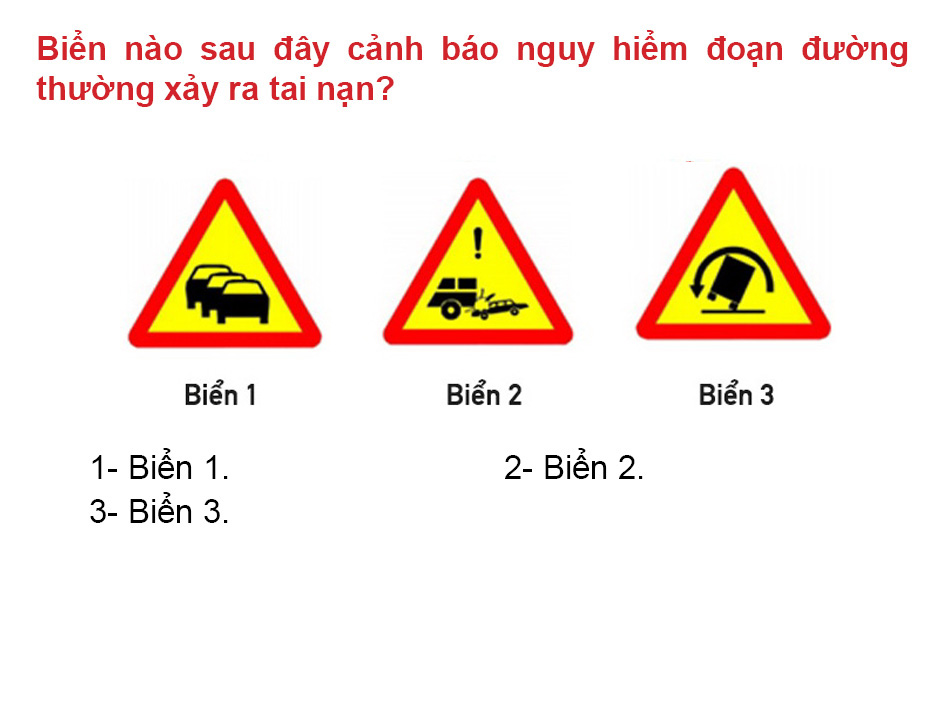 Biển nào sau đây cảnh báo nguy hiểm đoạn đường
thường xảy ra tai nạn?
!
Biển 1
Biển 2
Biển 3
1- Biển 1.
2- Biển 2.
3- Biển 3.